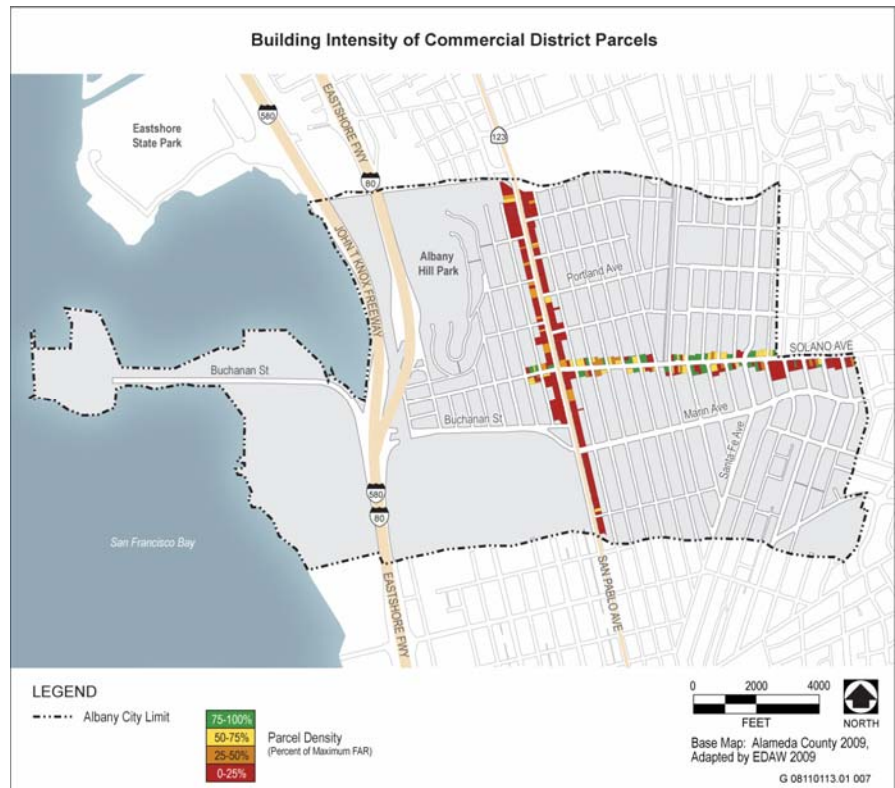 Building Intensity of Commercial District Parcels
Eastshore
State Park
580
EASTSHORE FWY
80
123
JOHN T KNOX FREEWAY
Albany
Hill Park
Portland Ave
SOLANO AVE
Buchanan St
Buchanan St
Marin Ave
Santa Fe Ave
580
80
San Francisco Bay
EASTSHORE FWY
SAN PABLO AVE
LEGEND
Albany City Limit
75-100%
50-75%
25-50%
0-25%
Parcel Density
(Percent of Maximum FAR)
0 2000 4000
FEET
NORTH
Base Map: Alameda County 2009,
Adapted by EDAW 2009
G 08110113.01 007